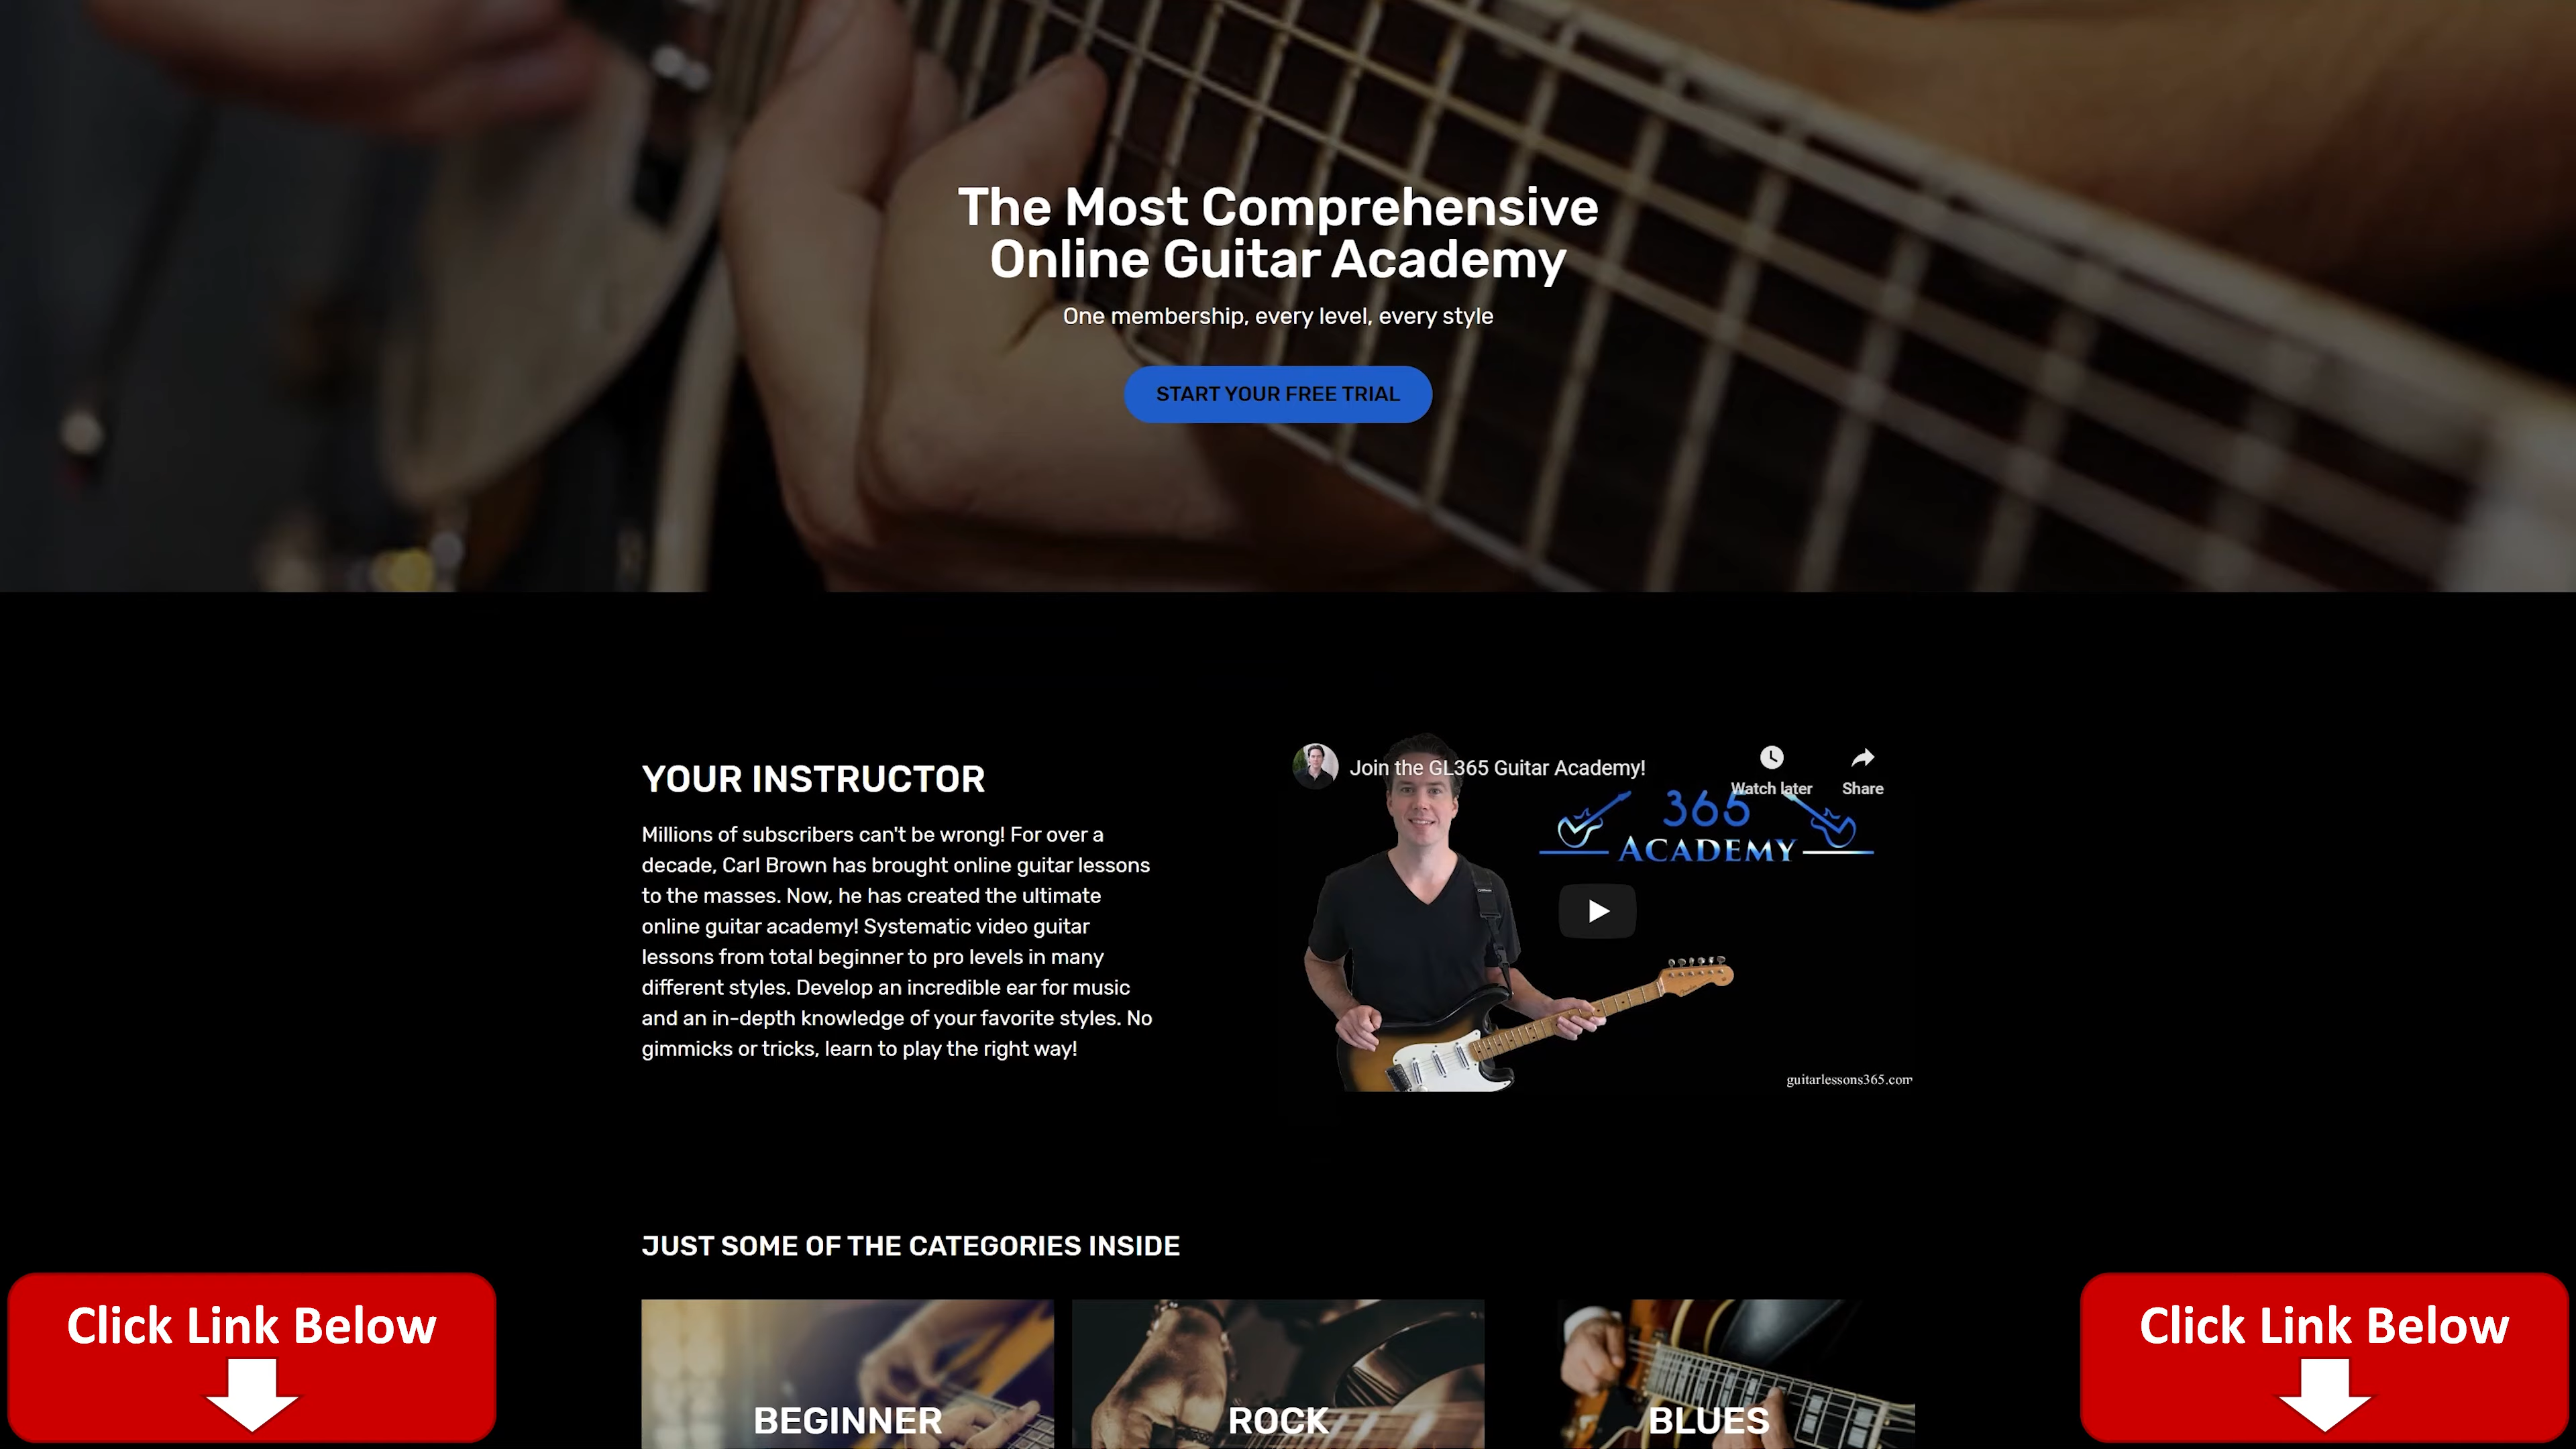 The Most Comprehensive
Online Guitar Academy
One membership, every level, every style
START YOUR FREE TRIAL
YOUR INSTRUCTOR
Millions of subscribers can't be wrong! For over a
decade, Carl Brown has brought online guitar lessons
to the masses. Now, he has created the ultimate
online guitar academy! Systematic video guitar
lessons from total beginner to pro levels in many
different styles. Develop an incredible ear for music
and an in-depth knowledge of your favorite styles. No
gimmicks or tricks, learn to play the right way!
Join the GL365 Guitar Academy!
Watch later
Share
365
ACADEMY
guitarlessons365.com
JUST SOME OF THE CATEGORIES INSIDE
BEGINNER
ROCK
BLUES
Click Link Below
Click Link Below